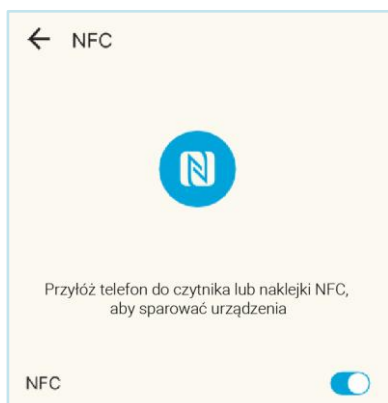 NFC
Przyłóż telefon do czytnika lub naklejki NFC,
aby sparować urządzenia
NFC